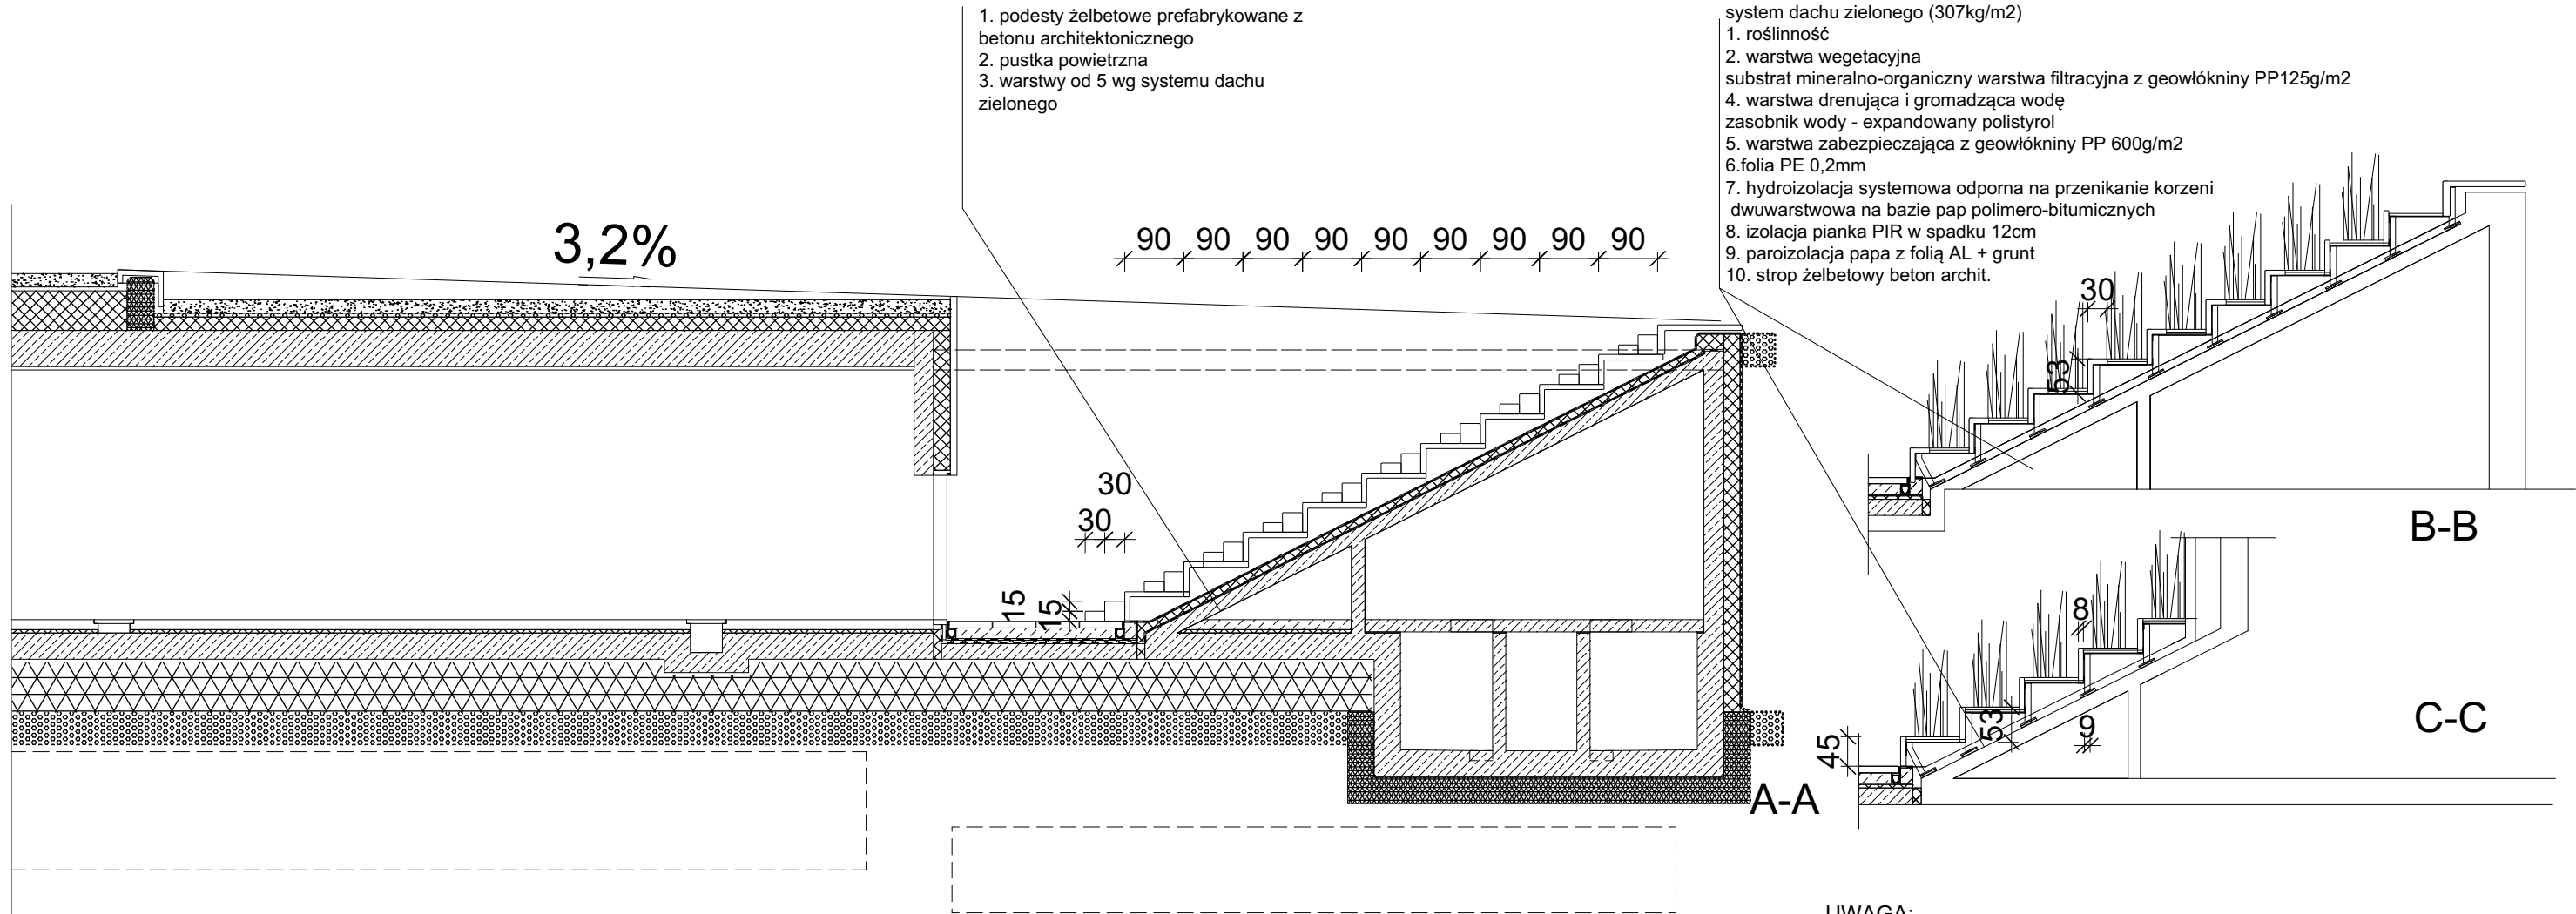 1. podesty żelbetowe prefabrykowane z
betonu architektonicznego
2. pustka powietrzna
3. warstwy od 5 wg systemu dachu
zielonego
system dachu zielonego (307kg/m2)
1. roślinność
2. warstwa wegetacyjna
substrat mineralno-organiczny warstwa filtracyjna z geowłókniny PP125g/m2
4. warstwa drenująca i gromadząca wodę
zasobnik wody - expandowany polistyrol
5. warstwa zabezpieczająca z geowłókniny PP 600g/m2
6.folia PE 0,2mm
7. hydroizolacja systemowa odporna na przenikanie korzeni
dwuwarstwowa na bazie pap polimero-bitumicznych
8. izolacja pianka PIR w spadku 12cm
9. paroizolacja papa z folią AL + grunt
10. strop żelbetowy beton archit.
3,2%
90 90 90 90 90 90 90 90 90
30
53
30
30
15
15
B-B
8
53
9
45
C-C
A-A
UWAGA: